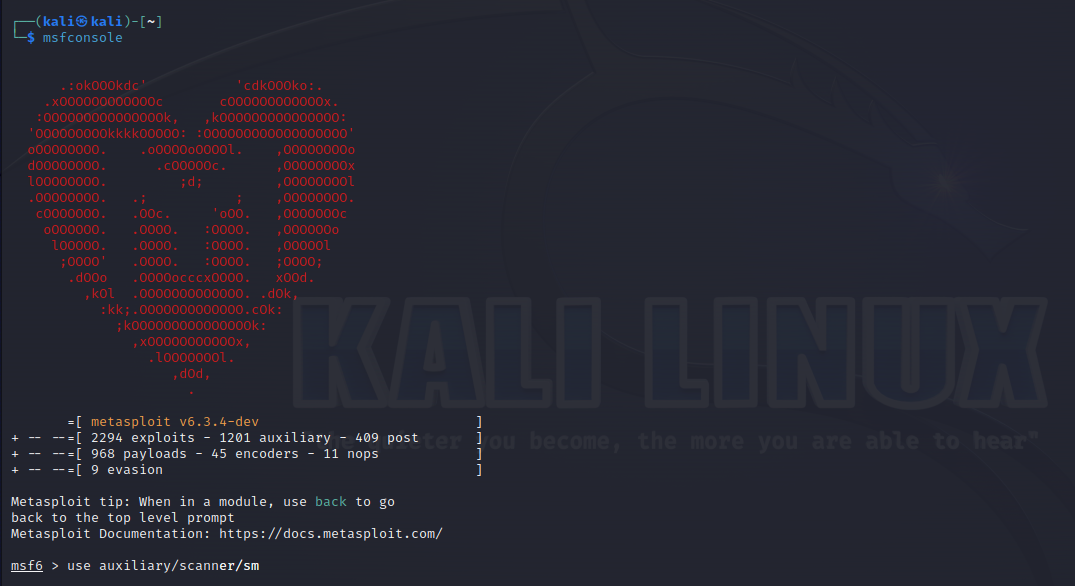 ┌──(kali㉿kali)-[~]
└─$ msfconsole
.:okOOOkdc'           'cdkOOOko:.
.xOOOOOOOOOOOOc       cOOOOOOOOOOOOx.
:OOOOOOOOOOOOOOOk,   ,kOOOOOOOOOOOOOOO:
'OOOOOOOOOkkkkOOOOO: :OOOOOOOOOOOOOOOOOO'
oOOOOOOOO.    .oOOOOoOOOOl.    ,OOOOOOOOo
dOOOOOOOO.      .cOOOOOc.      ,OOOOOOOOx
lOOOOOOOO.         ;d;         ,OOOOOOOOl
.OOOOOOOO.   .;           ;    ,OOOOOOOO.
cOOOOOOO.   .OOc.     'oOO.   ,OOOOOOOc
oOOOOOO.   .OOOO.   :OOOO.   ,OOOOOOo
lOOOOO.   .OOOO.   :OOOO.   ,OOOOOl
;OOOO'   .OOOO.   :OOOO.   ;OOOO;
.dOOo   .OOOOocccxOOOO.   xOOd.
,kOl  .OOOOOOOOOOOOO. .dOk,
:kk;.OOOOOOOOOOOOO.cOk:
;kOOOOOOOOOOOOOOOk:
,xOOOOOOOOOOOx,
.lOOOOOOOl.
,dOd,
.
KALI LINUX
=[ metasploit v6.3.4-dev                           ]
+ -- --=[ 2294 exploits - 1201 auxiliary - 409 post       ]
you become, the more you are able to hear"
+ -- --=[ 968 payloads - 45 encoders - 11 nops            ]
+ -- --=[ 9 evasion                                       ]
Metasploit tip: When in a module, use back to go
back to the top level prompt
Metasploit Documentation: https://docs.metasploit.com/
msf6 > use auxiliary/scanner/sm